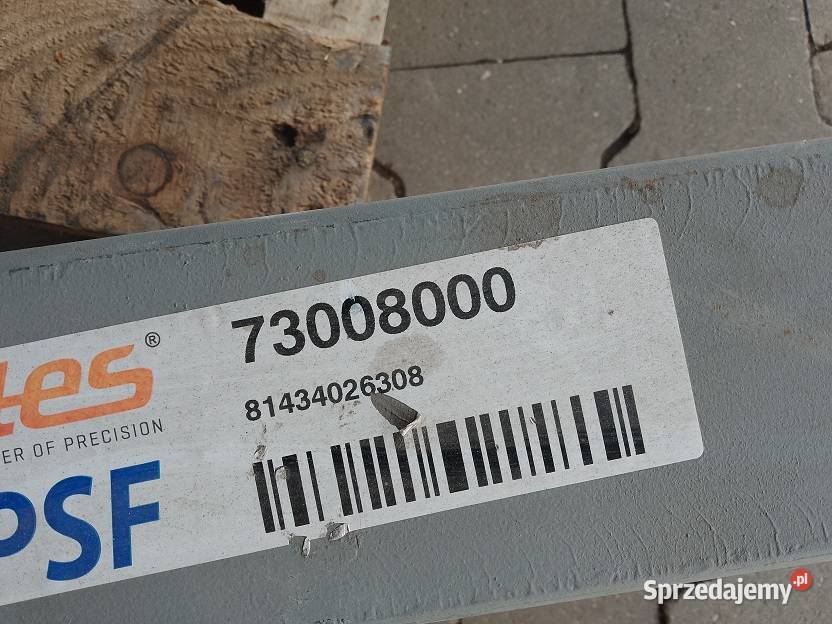 tes®
73008000
81434026308
ER OF PRECISION
PSF
Sprzedajemy.pl